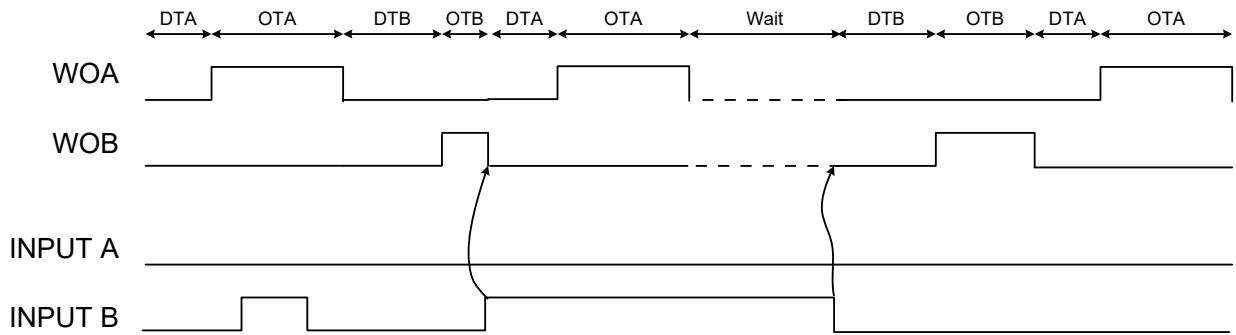 DTA OTA DTB OTB DTA OTA Wait DTB OTB DTA OTA
WOA
WOB
INPUT A
INPUT B